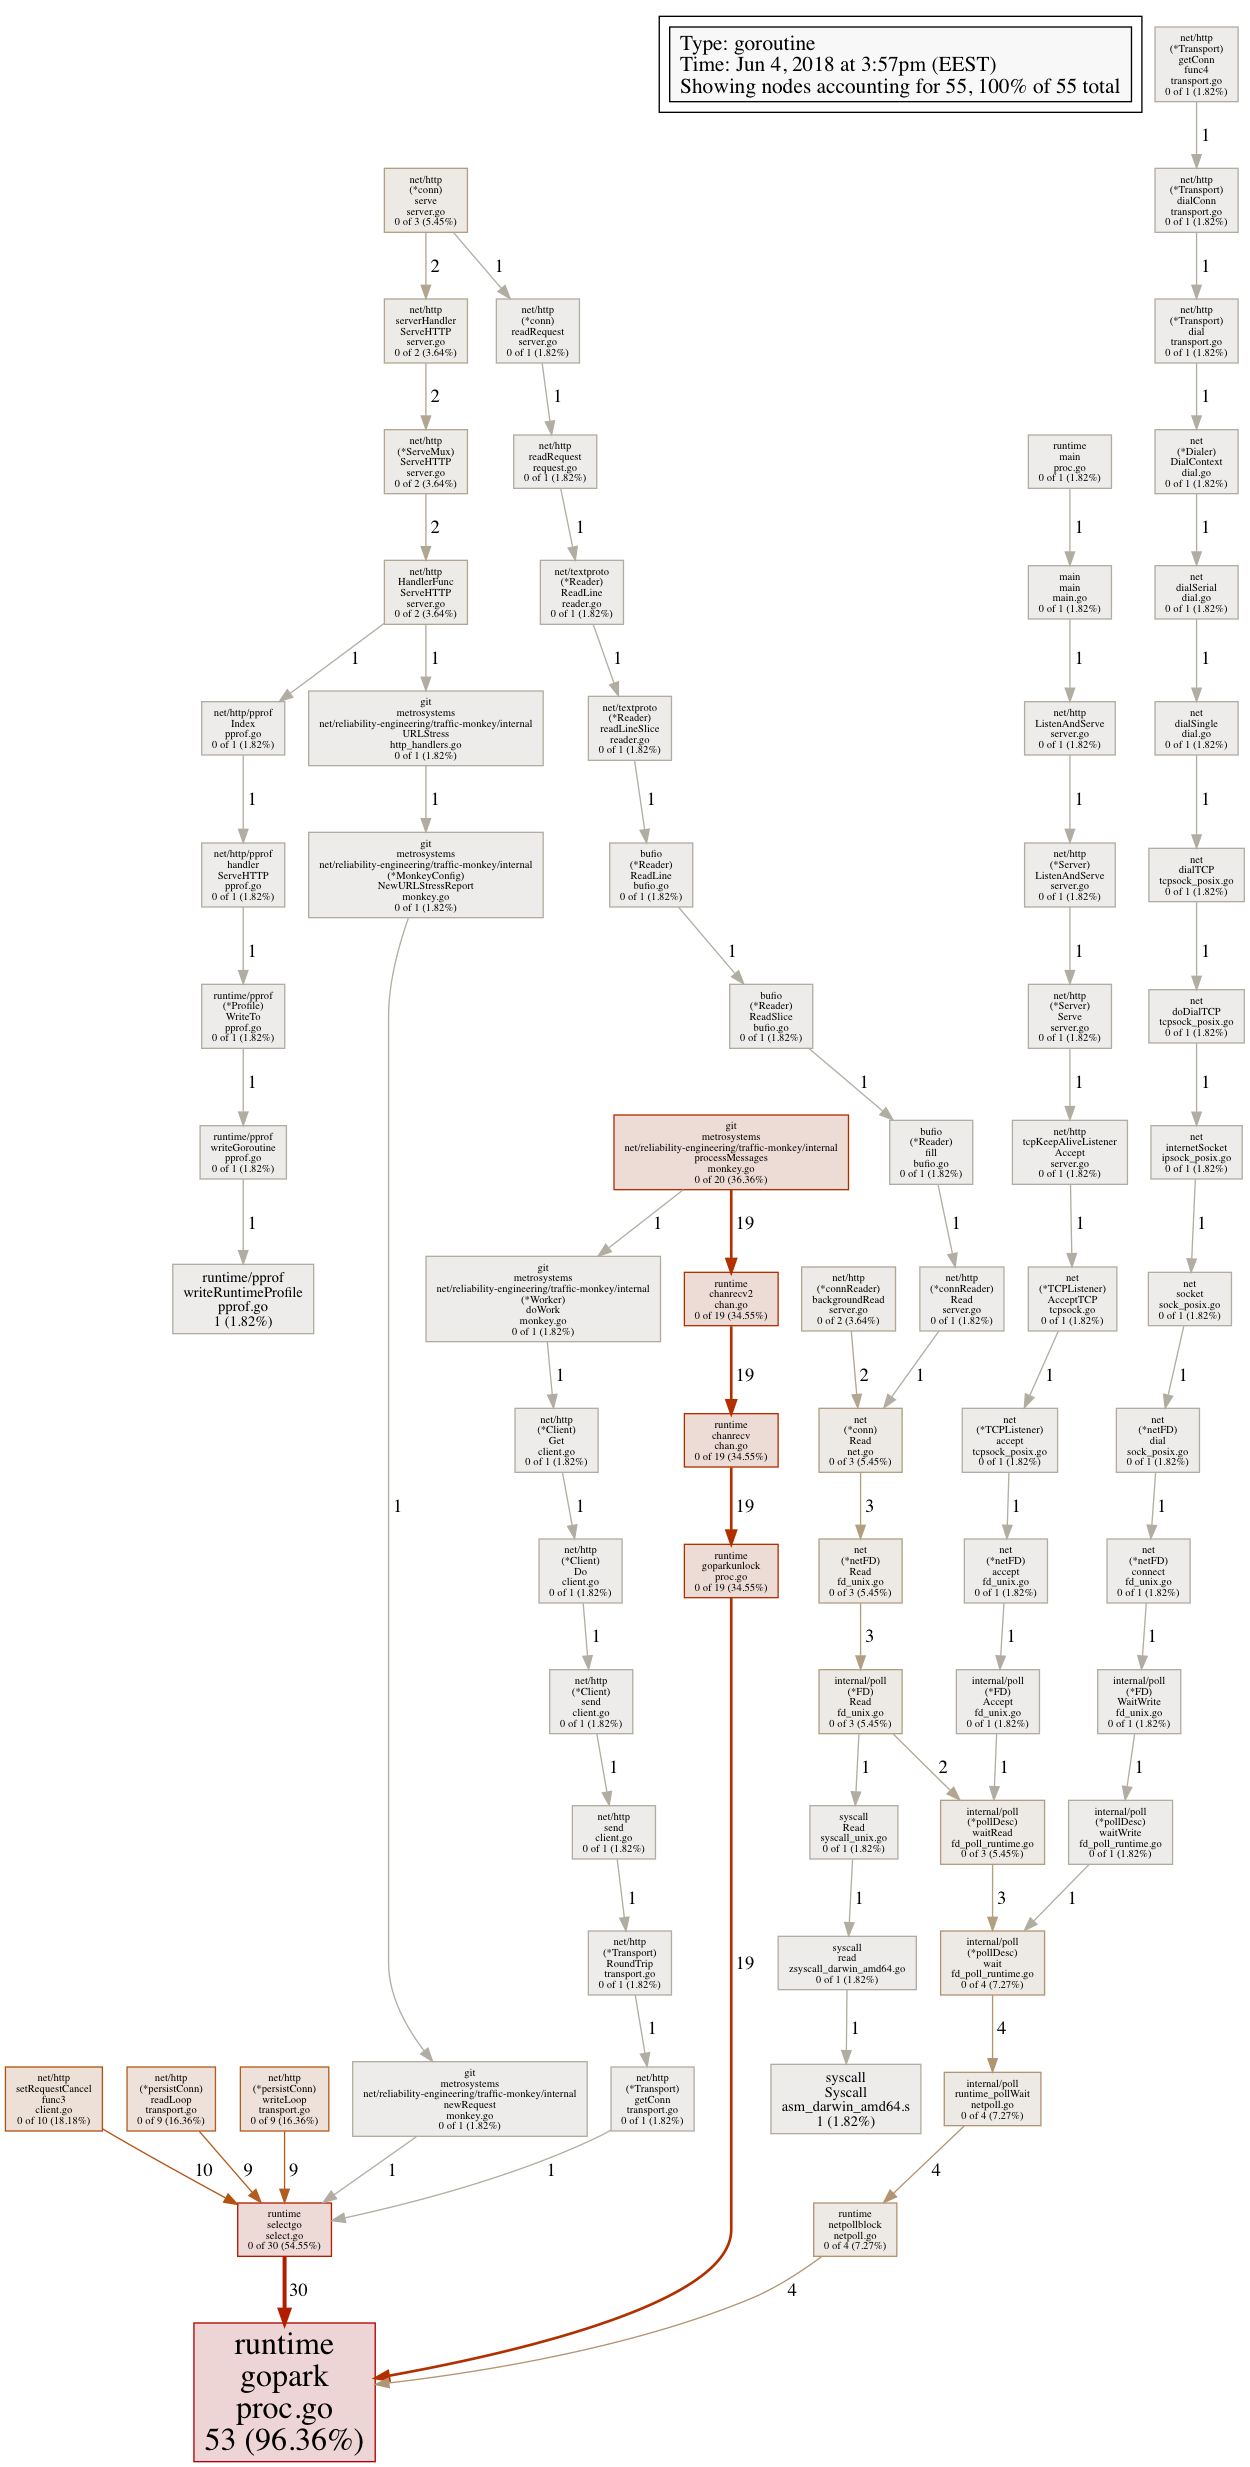 Type: goroutine
Time: Jun 4, 2018 at 3:57pm (EEST)
Showing nodes accounting for 55, 100% of 55 total
net/http
(*Transport)
getConn
func4
transport.go
0 of 1 (1.82%)
1
net/http
(*conn)
serve
server.go
0 of 3 (5.45%)
net/http
(*Transport)
dialConn
transport.go
0 of 1 (1.82%)
2
1
1
net/http
serverHandler
ServeHTTP
server.go
0 of 2 (3.64%)
net/http
(*conn)
readRequest
server.go
0 of 1 (1.82%)
net/http
(*Transport)
dial
transport.go
0 of 1 (1.82%)
2
1
1
net/http
(*ServeMux)
ServeHTTP
server.go
0 of 2 (3.64%)
net/http
readRequest
request.go
0 of 1 (1.82%)
runtime
main
proc.go
0 of 1 (1.82%)
net
(*Dialer)
DialContext
dial.go
0 of 1 (1.82%)
2
1
1
1
net/http
HandlerFunc
ServeHTTP
server.go
0 of 2 (3.64%)
net/textproto
(*Reader)
ReadLine
reader.go
0 of 1 (1.82%)
main
main
main.go
0 of 1 (1.82%)
net
dialSerial
dial.go
0 of 1 (1.82%)
1
1
1
1
1
net/http/pprof
Index
pprof.go
0 of 1 (1.82%)
git
metrosystems
net/reliability-engineering/traffic-monkey/internal
URLStress
http_handlers.go
0 of 1 (1.82%)
net/textproto
(*Reader)
readLineSlice
reader.go
0 of 1 (1.82%)
net/http
ListenAndServe
server.go
0 of 1 (1.82%)
net
dialSingle
dial.go
0 of 1 (1.82%)
1
1
1
1
1
net/http/pprof
handler
ServeHTTP
pprof.go
0 of 1 (1.82%)
git
metrosystems
net/reliability-engineering/traffic-monkey/internal
(*MonkeyConfig)
NewURLStressReport
monkey.go
0 of 1 (1.82%)
bufio
(*Reader)
ReadLine
bufio.go
0 of 1 (1.82%)
net/http
(*Server)
ListenAndServe
server.go
0 of 1 (1.82%)
net
dialTCP
tcpsock_posix.go
0 of 1 (1.82%)
1
1
1
1
runtime/pprof
(*Profile)
WriteTo
pprof.go
0 of 1 (1.82%)
bufio
(*Reader)
ReadSlice
bufio.go
0 of 1 (1.82%)
net/http
(*Server)
Serve
server.go
0 of 1 (1.82%)
net
doDialTCP
tcpsock_posix.go
0 of 1 (1.82%)
1
1
1
1
runtime/pprof
writeGoroutine
pprof.go
0 of 1 (1.82%)
git
metrosystems
net/reliability-engineering/traffic-monkey/internal
processMessages
monkey.go
0 of 20 (36.36%)
bufio
(*Reader)
fill
bufio.go
0 of 1 (1.82%)
net/http
tcpKeepAliveListener
Accept
server.go
0 of 1 (1.82%)
net
internetSocket
ipsock_posix.go
0 of 1 (1.82%)
1
1
19
1
1
1
runtime/pprof
writeRuntimeProfile
pprof.go
1 (1.82%)
git
metrosystems
net/reliability-engineering/traffic-monkey/internal
(*Worker)
doWork
monkey.go
0 of 1 (1.82%)
runtime
chanrecv2
chan.go
0 of 19 (34.55%)
net/http
(*connReader)
backgroundRead
server.go
0 of 2 (3.64%)
net/http
(*connReader)
Read
server.go
0 of 1 (1.82%)
net
(*TCPListener)
AcceptTCP
tcpsock.go
0 of 1 (1.82%)
net
socket
sock_posix.go
0 of 1 (1.82%)
1
19
2
1
1
1
net/http
(*Client)
Get
client.go
0 of 1 (1.82%)
runtime
chanrecv
chan.go
0 of 19 (34.55%)
net
(*conn)
Read
net.go
0 of 3 (5.45%)
net
(*TCPListener)
accept
tcpsock_posix.go
0 of 1 (1.82%)
net
(*netFD)
dial
sock_posix.go
0 of 1 (1.82%)
1
1
19
3
1
1
net/http
(*Client)
Do
client.go
0 of 1 (1.82%)
runtime
goparkunlock
proc.go
0 of 19 (34.55%)
net
(*netFD)
Read
fd_unix.go
0 of 3 (5.45%)
net
(*netFD)
accept
fd_unix.go
0 of 1 (1.82%)
net
(*netFD)
connect
fd_unix.go
0 of 1 (1.82%)
1
3
1
1
net/http
(*Client)
send
client.go
0 of 1 (1.82%)
internal/poll
(*FD)
Read
fd_unix.go
0 of 3 (5.45%)
internal/poll
(*FD)
Accept
fd_unix.go
0 of 1 (1.82%)
internal/poll
(*FD)
WaitWrite
fd_unix.go
0 of 1 (1.82%)
1
1
2
1
1
net/http
send
client.go
0 of 1 (1.82%)
syscall
Read
syscall_unix.go
0 of 1 (1.82%)
internal/poll
(*pollDesc)
waitRead
fd_poll_runtime.go
0 of 3 (5.45%)
internal/poll
(*pollDesc)
waitWrite
fd_poll_runtime.go
0 of 1 (1.82%)
1
1
3
1
net/http
(*Transport)
RoundTrip
transport.go
0 of 1 (1.82%)
19
syscall
read
zsyscall_darwin_amd64.go
0 of 1 (1.82%)
internal/poll
(*pollDesc)
wait
fd_poll_runtime.go
0 of 4 (7.27%)
1
1
4
net/http
setRequestCancel
func3
client.go
0 of 10 (18.18%)
net/http
(*persistConn)
readLoop
transport.go
0 of 9 (16.36%)
net/http
(*persistConn)
writeLoop
transport.go
0 of 9 (16.36%)
git
metrosystems
net/reliability-engineering/traffic-monkey/internal
newRequest
monkey.go
0 of 1 (1.82%)
net/http
(*Transport)
getConn
transport.go
0 of 1 (1.82%)
syscall
Syscall
asm_darwin_amd64.s
1 (1.82%)
internal/poll
runtime_pollWait
netpoll.go
0 of 4 (7.27%)
10
9
9
1
1
4
runtime
selectgo
select.go
0 of 30 (54.55%)
runtime
netpollblock
netpoll.go
0 of 4 (7.27%)
30
4
runtime
gopark
proc.go
53 (96.36%)